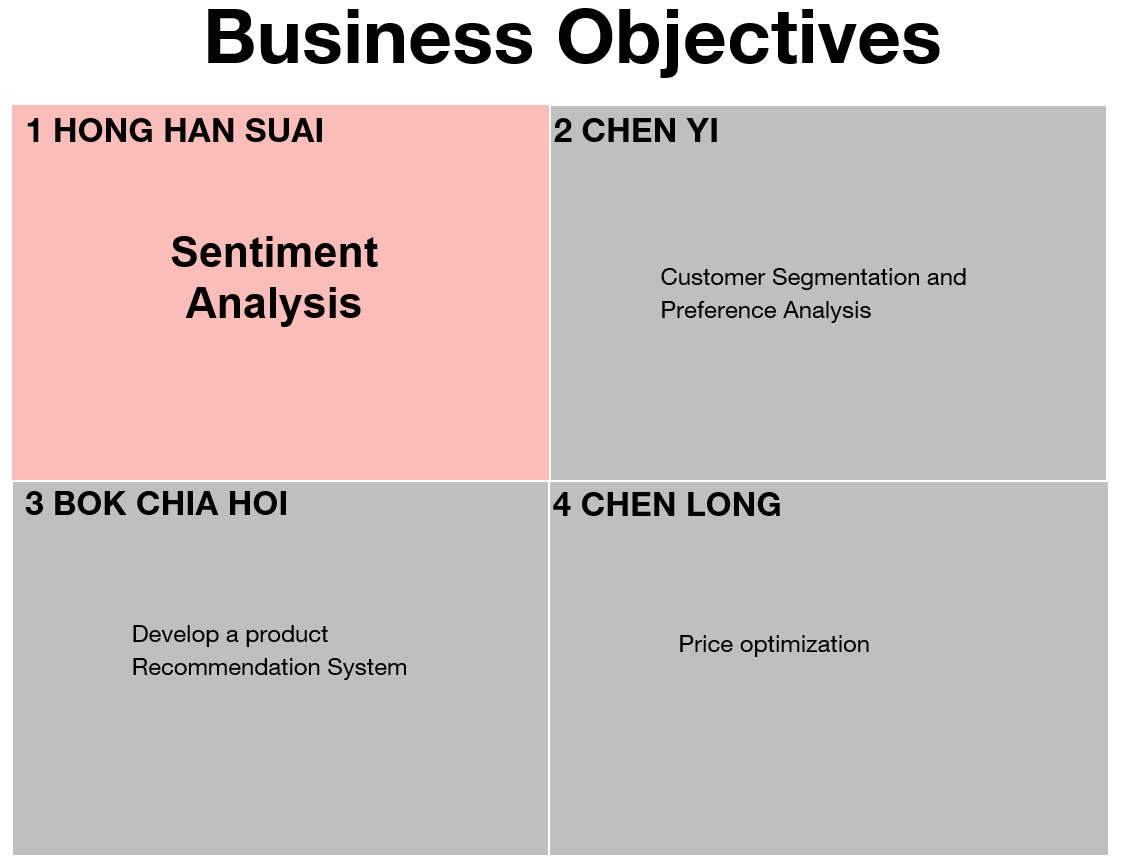 Business Objectives
1 HONG HAN SUAI
Sentiment
Analysis
2 CHEN YI
Customer Segmentation and
Preference Analysis
3 BOK CHIA HOI
Develop a product
Recommendation System
4 CHEN LONG
Price optimization